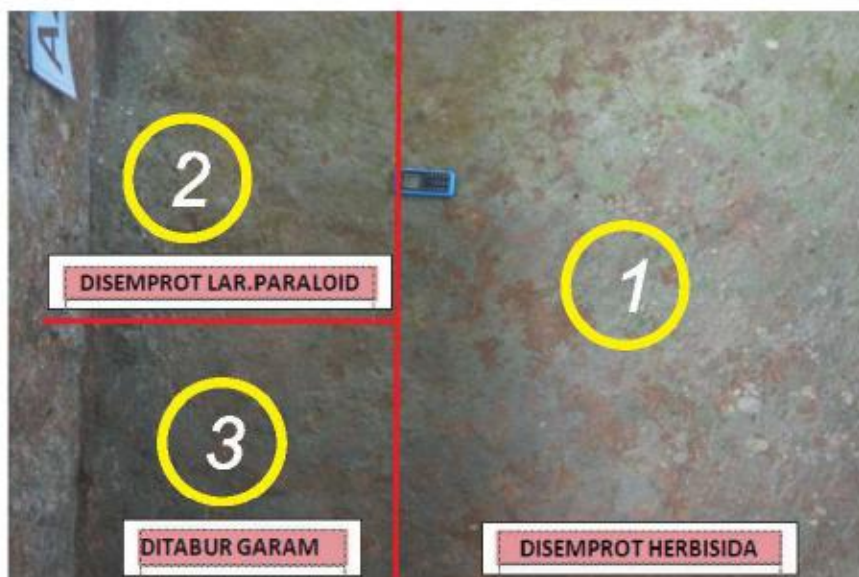 2
DISEMPROT LAR.PARALOID
1
3
DITABUR GARAM
DISEMPROT HERBISIDA